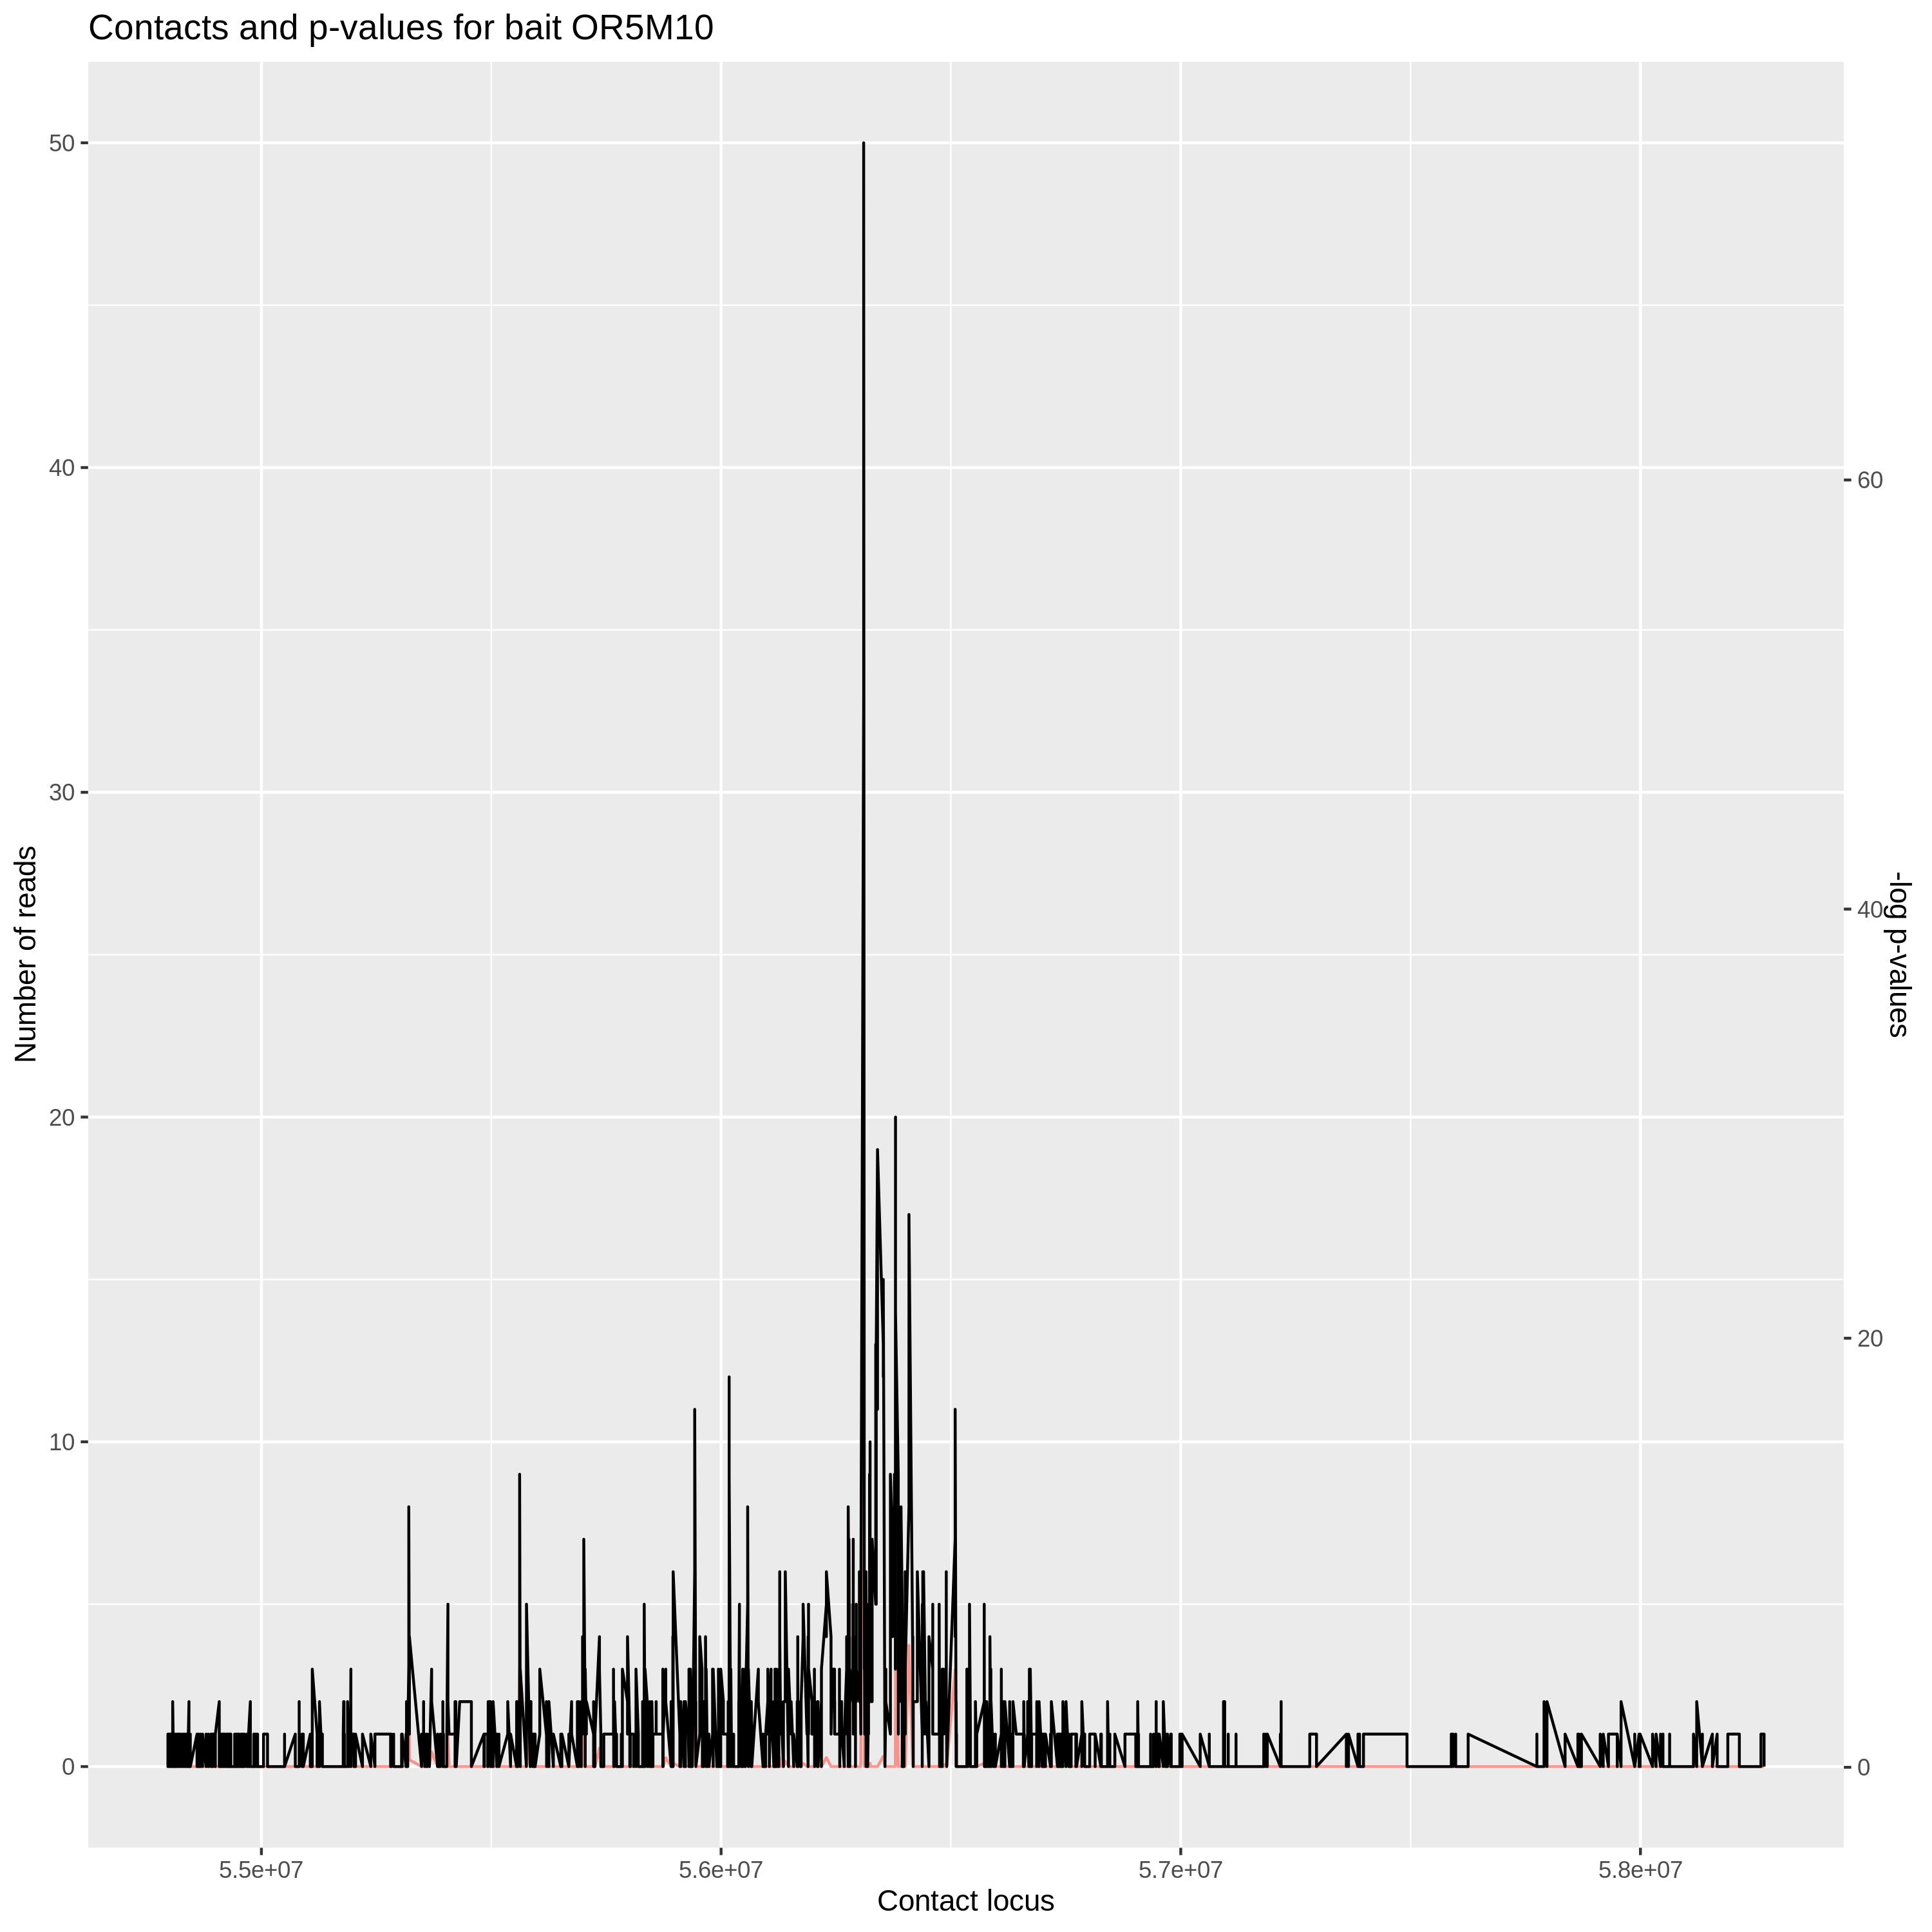 Contacts and p-values for bait OR5M10
50
40
30
20
10
0
Number of reads
60
40
20
0
-log p-values
5.5e+07 5.6e+07 5.7e+07 5.8e+07
Contact locus